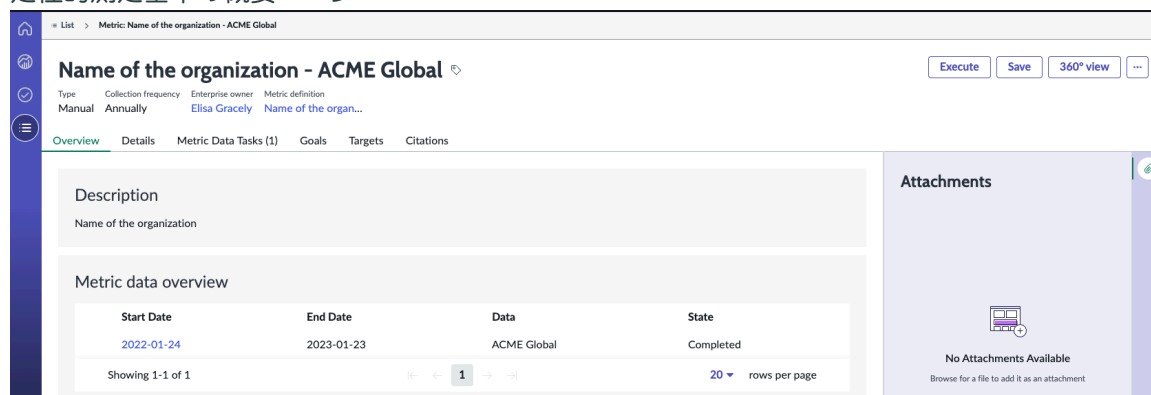 List > Metric: Name of the organization - ACME Global
Name of the organization - ACME Global
Execute Save 360° view ...
Type Collection frequency Enterprise owner Metric definition
Manual Annually Elisa Gracely Name of the organ...
Overview Details Metric Data Tasks (1) Goals Targets Citations
Attachments
Description
Name of the organization
Metric data overview
Start Date End Date Data State
2022-01-24 2023-01-23 ACME Global Completed
Showing 1-1 of 1 1 20 rows per page
No Attachments Available
Browse for a file to add it as an attachment